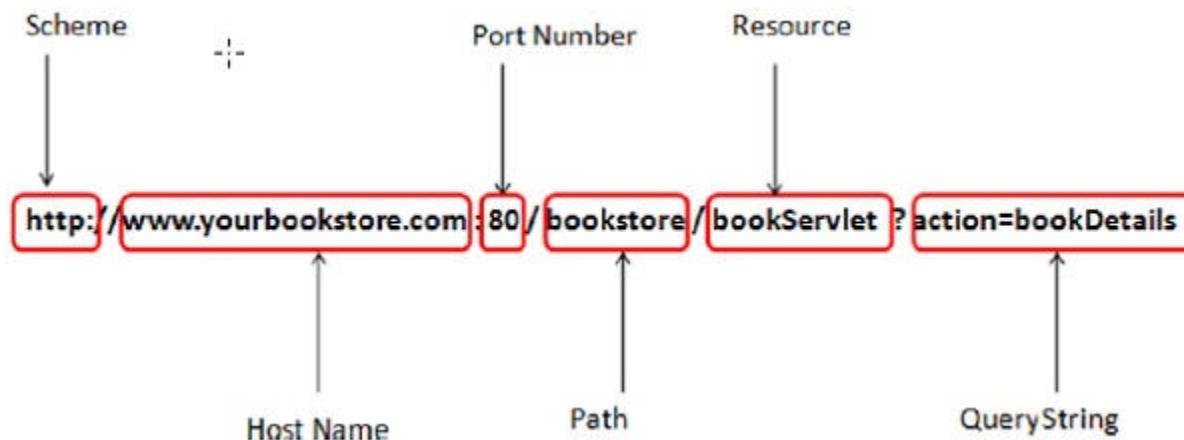 Scheme
Port Number
Resource
http://www.yourbookstore.com:80/bookstore/bookServlet ? action=bookDetails
Host Name
Path
QueryString